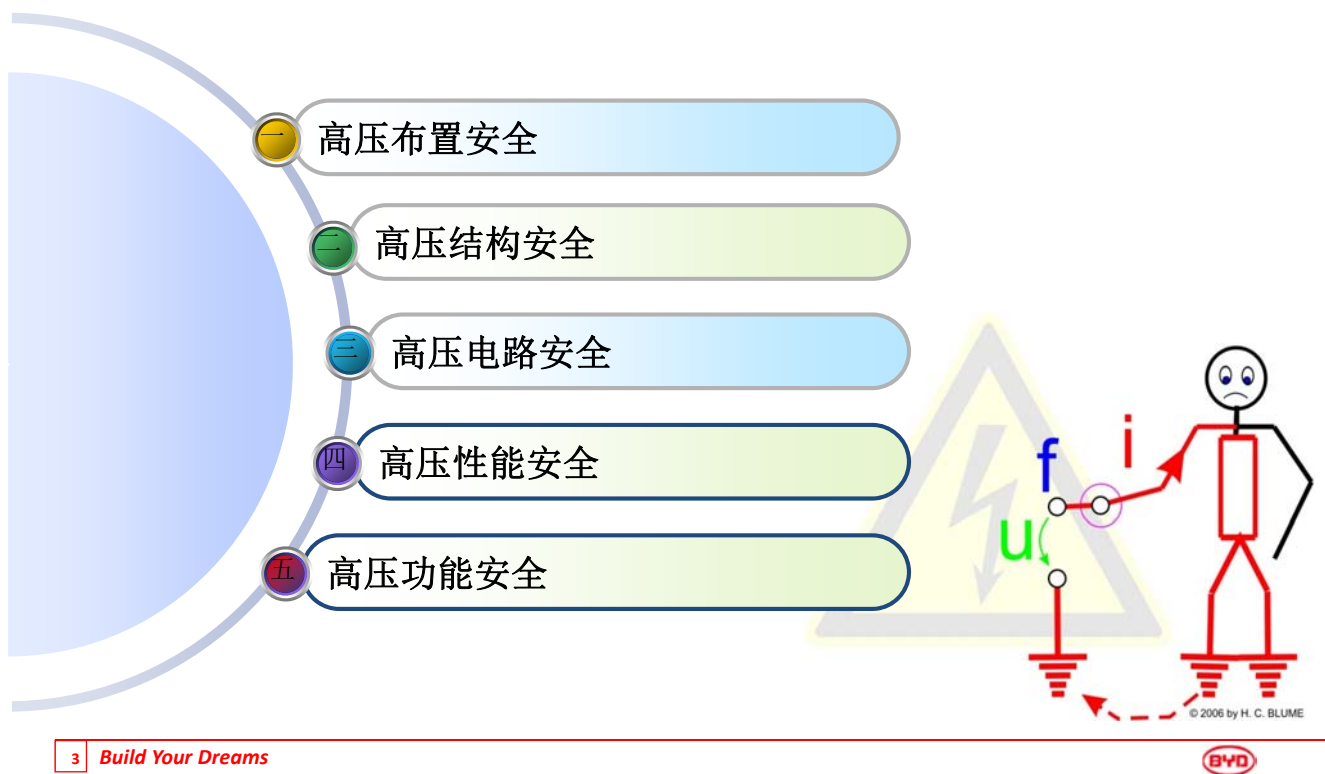 一
高压布置安全
二
高压结构安全
三
高压电路安全
四
高压性能安全
五
高压功能安全
f
i
u
© 2006 by H. C. BLUME
3
Build Your Dreams
BYD